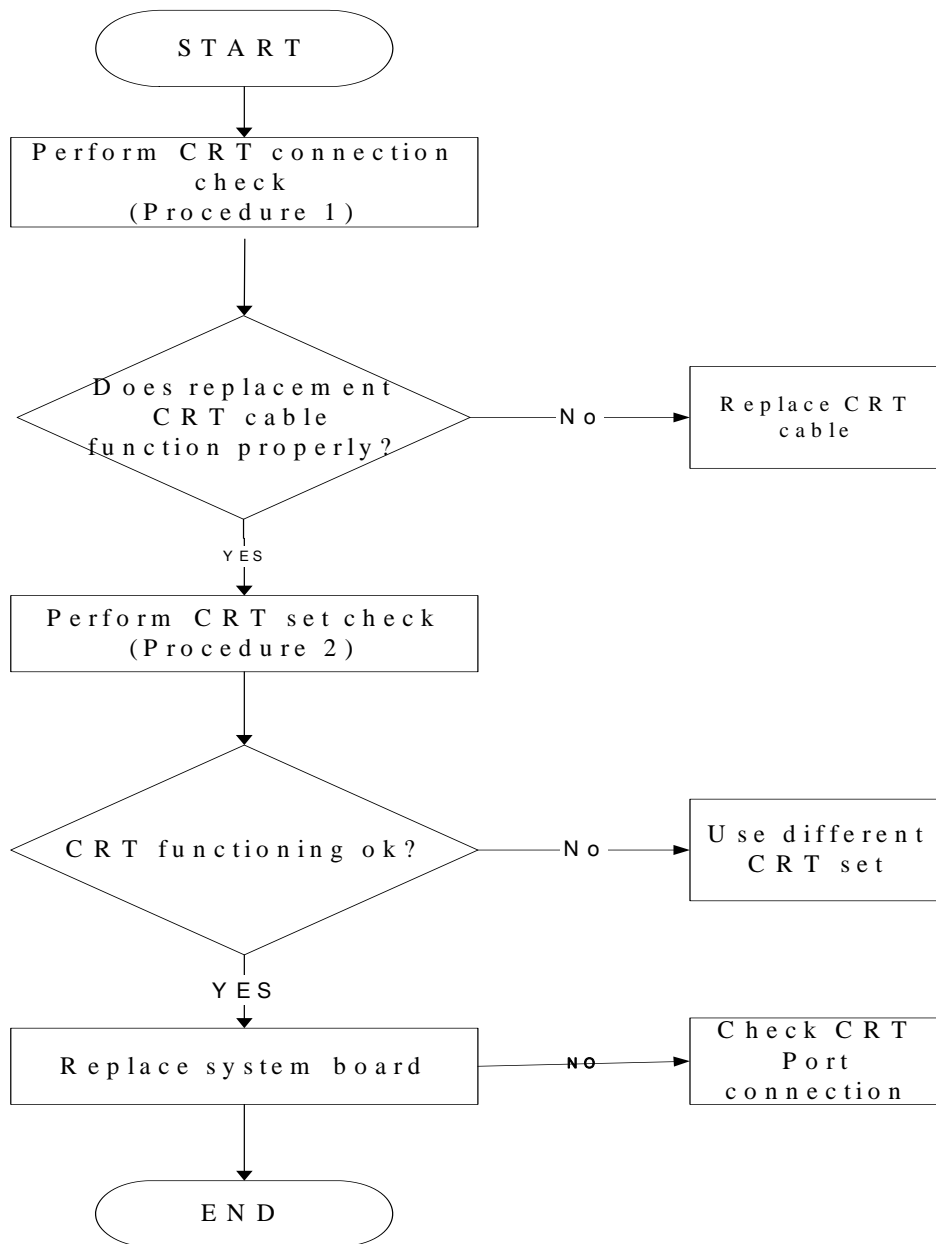 START
Perform CRT connection
check
(Procedure 1)
Does replacement
CRT cable
function properly?
No
Replace CRT
cable
YES
Perform CRT set check
(Procedure 2)
CRT functioning ok?
No
Use different
CRT set
YES
Replace system board
NO
Check CRT
Port
connection
END